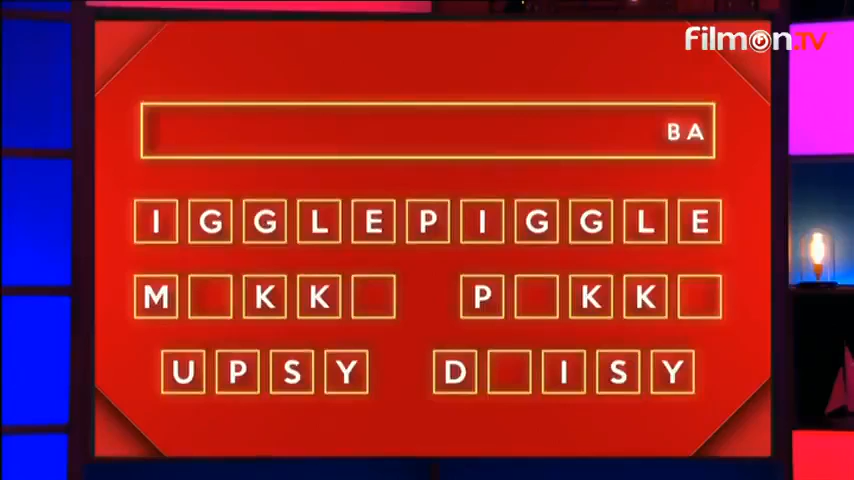 Filmon.TV
BA
IGGLEPIGGLE
M KK  P KK
UPSY D ISY